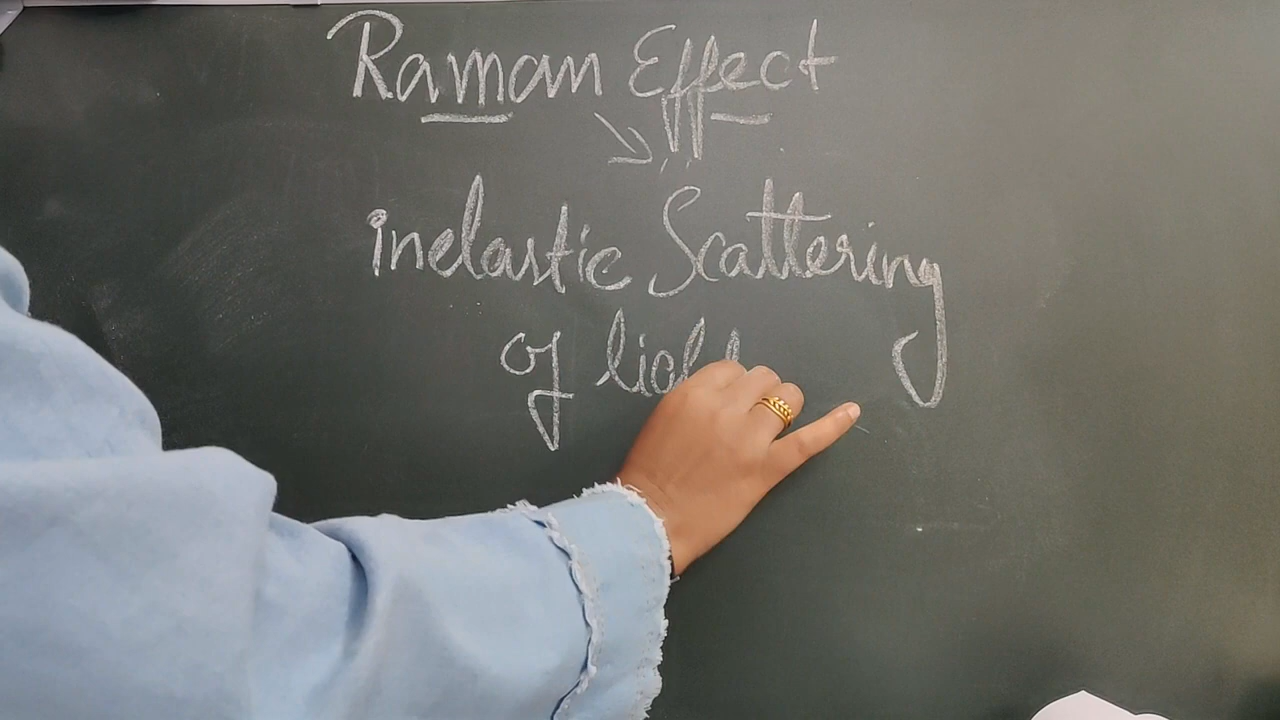 Raman Effect
inelastic Scattering
of